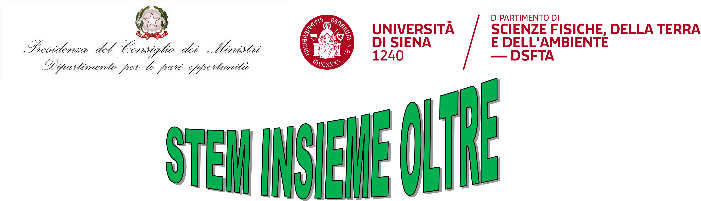 Presidenza del Consiglio dei Ministri
Dipartimento per le pari opportunità
UNIVERSITÀ
DI SIENA
1240
DIPARTIMENTO DI
SCIENZE FISICHE, DELLA TERRA
E DELL'AMBIENTE
— DSFTA
STEM INSIEME OLTRE